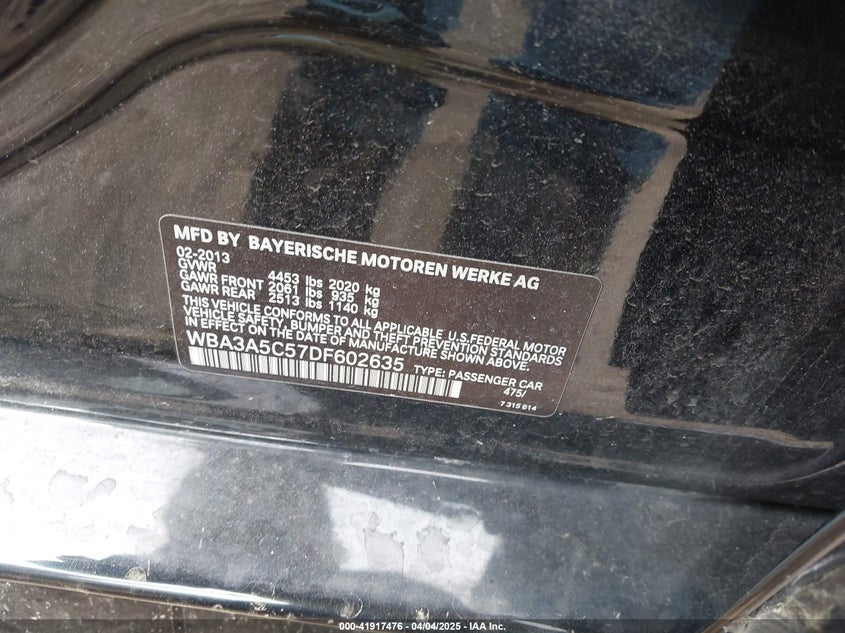 MFD BY BAYERISCHE MOTOREN WERKE AG
02-2013
GVWR 4453 lbs 2020 kg
GAWR FRONT 2061 lbs 935 kg
GAWR REAR 2513 lbs 1140 kg
THIS VEHICLE CONFORMS TO ALL APPLICABLE U.S.FEDERAL MOTOR
VEHICLE SAFETY, BUMPER AND THEFT PREVENTION STANDARDS
IN EFFECT ON THE DATE OF MANUFACTURE SHOWN ABOVE.
WBA3A5C57DF602635 TYPE: PASSENGER CAR
475/
7 315 814
000-41917476 - 04/04/2025 - IAA Inc.